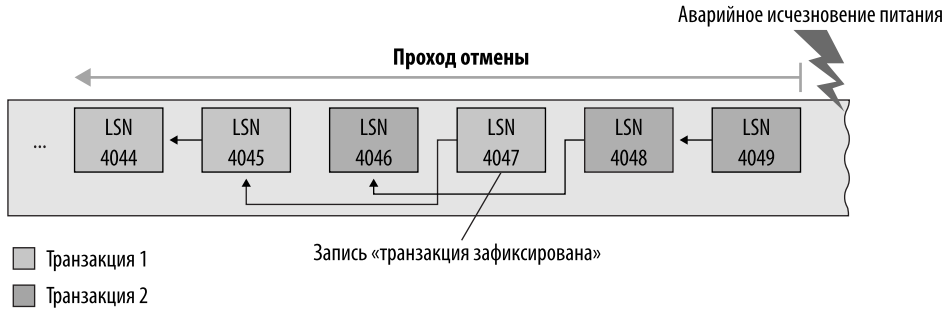 Аварийное исчезновение питания
Проход отмены
...
LSN
4044
LSN
4045
LSN
4046
LSN
4047
LSN
4048
LSN
4049
Запись «транзакция зафиксирована»
Транзакция 1
Транзакция 2